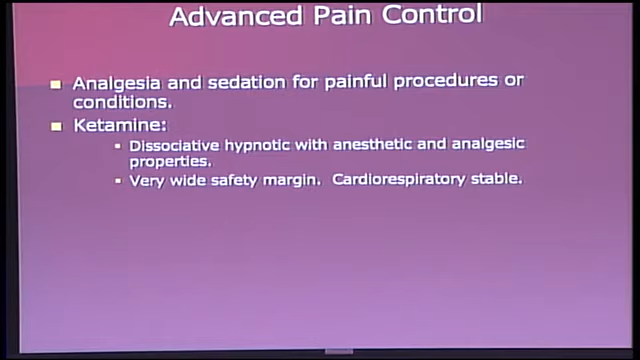 Advanced Pain Control
Analgesia and sedation for painful procedures or
conditions.
Ketamine:
Dissociative hypnotic with anesthetic and analgesic
properties.
Very wide safety margin. Cardiorespiratory stable.